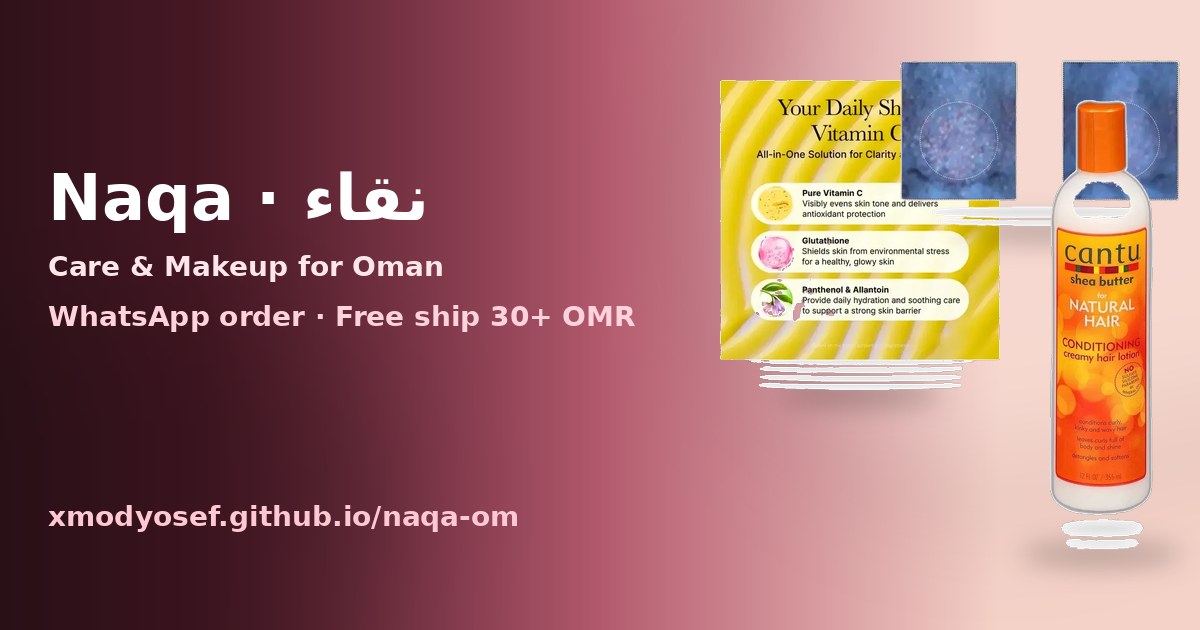 Naqa · نقاء
Care & Makeup for Oman
WhatsApp order · Free ship 30+ OMR
xmodyosef.github.io/naqa-om
Your Daily Sh
Vitamin C
All-in-One Solution for Clarity
Pure Vitamin C
Visibly evens skin tone and delivers
antioxidant protection
Glutathione
Shields skin from environmental stress
for a healthy, glowy skin
Panthenol & Allantoin
Provide daily hydration and soothing care
to support a strong skin barrier
cantu
shea butter
for
NATURAL
HAIR
CONDITIONING
creamy hair lotion
NO